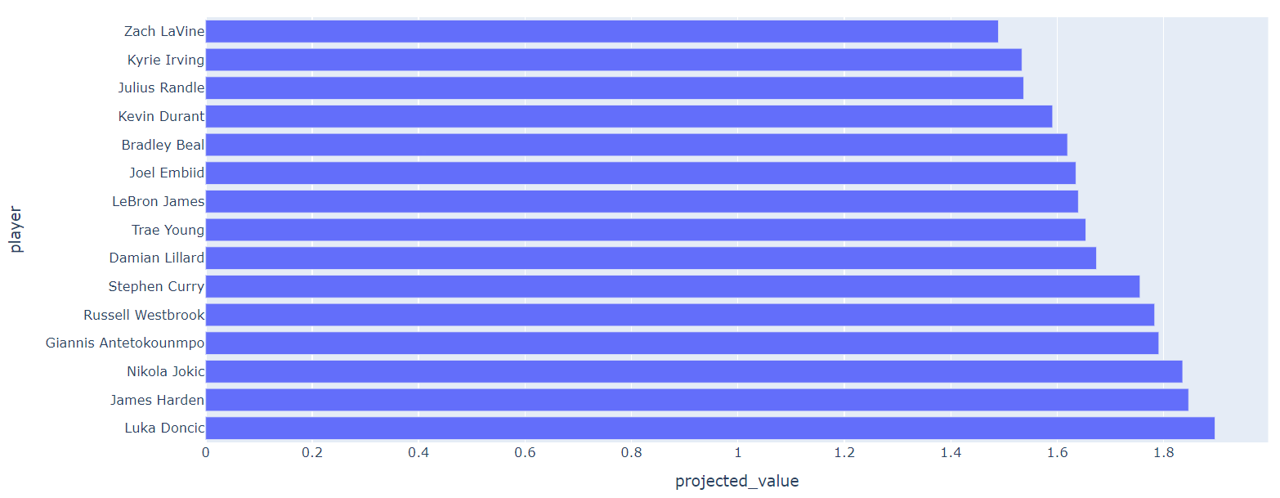 Zach LaVine
Kyrie Irving
Julius Randle
Kevin Durant
Bradley Beal
Joel Embiid
LeBron James
Trae Young
Damian Lillard
Stephen Curry
Russell Westbrook
Giannis Antetokounmpo
Nikola Jokic
James Harden
Luka Doncic
player
0 0.2 0.4 0.6 0.8 1 1.2 1.4 1.6 1.8
projected_value